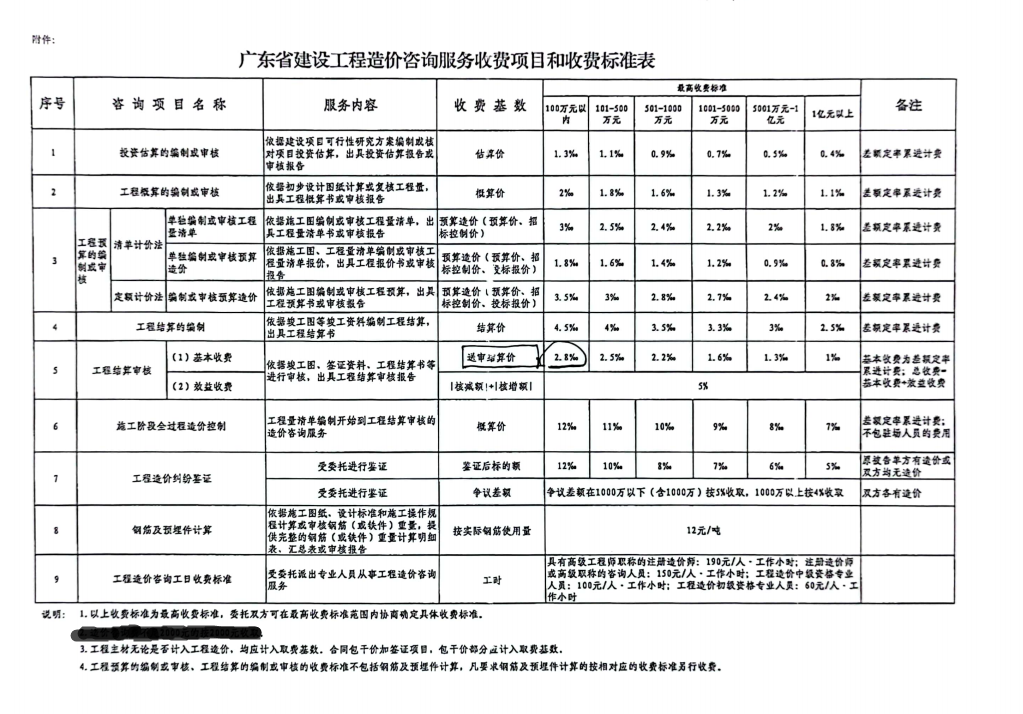 附件:
广东省建设工程造价咨询服务收费项目和收费标准表
序号 咨询项目名称 服务内容 收费基数 最高收费标准 备注
100万元以内 101-500万元 501-1000万元 1001-5000万元 5001万元-1亿元 1亿元以上
1 投资估算的编制或审核 依据建设项目可行性研究方案编制或核对项目投资估算，出具投资估算报告或审核报告 估算价 1.3‰ 1.1‰ 0.9‰ 0.7‰ 0.5‰ 0.4‰ 差额定率累进计费
2 工程概算的编制或审核 依据初步设计图纸计算或复核工程量，出具工程概算书或审核报告 概算价 2‰ 1.8‰ 1.6‰ 1.3‰ 1.2‰ 1.1‰ 差额定率累进计费
3 工程预算的编制或审核 清单计价法 单独编制或审核工程量清单 依据施工图编制或审核工程量清单，出具工程量清单书或审核报告 预算造价（预算价、招标控制价） 3‰ 2.5‰ 2.4‰ 2.2‰ 2‰ 1.8‰ 差额定率累进计费
单独编制或审核预算造价 依据施工图、工程量清单编制或审核工程量清单报价，出具工程报价书或审核报告 预算造价（预算价、招标控制价、投标报价） 1.8‰ 1.6‰ 1.4‰ 1.2‰ 0.9‰ 0.8‰ 差额定率累进计费
定额计价法 编制或审核预算造价 依据施工图编制或审核工程预算，出具工程预算书或审核报告 预算造价（预算价、招标控制价、投标报价） 3.5‰ 3‰ 2.8‰ 2.7‰ 2.4‰ 2‰ 差额定率累进计费
4 工程结算的编制 依据竣工图等竣工资料编制工程结算，出具工程结算书 结算价 4.5‰ 4‰ 3.5‰ 3.3‰ 3‰ 2.5‰ 差额定率累进计费
5 工程结算审核 （1）基本收费 依据竣工图、签证资料、工程结算书等进行审核，出具工程结算审核报告 送审结算价 2.8‰ 2.5‰ 2.2‰ 1.6‰ 1.3‰ 1‰ 基本收费为差额定率累进计费；总收费=基本收费+效益收费
（2）效益收费 |核减额|+|核增额| 5%
6 施工阶段全过程造价控制 工程量清单编制开始到工程结算审核的造价咨询服务 概算价 12‰ 11‰ 10‰ 9‰ 8‰ 7‰ 差额定率累进计费；不包驻场人员的费用
7 工程造价纠纷鉴证 受委托进行鉴证 鉴证后标的额 12‰ 10‰ 8‰ 7‰ 6‰ 5‰ 原被告单方有造价或双方均无造价
受委托进行鉴证 争议差额 争议差额在1000万以下（含1000万）按5%收取，1000万以上按4%收取 双方各有造价
8 钢筋及预埋件计算 依据施工图纸、设计标准和施工操作规程计算或审核钢筋（或铁件）重量，提供完整的钢筋（或铁件）重量计算明细表、汇总表或审核报告 按实际钢筋使用量 12元/吨
9 工程造价咨询工日收费标准 受委托派出专业人员从事工程造价咨询服务 工时 具有高级工程师职称的注册造价师：190元/人·工作小时；注册造价师或高级职称的咨询人员：150元/人·工作小时；工程造价中级资格专业人员：100元/人·工作小时；工程造价初级资格专业人员：60元/人·工作小时
说明： 1.以上收费标准为最高收费标准，委托双方可在最高收费标准范围内协商确定具体收费标准。
3.工程主材无论是否计入工程造价，均应计入取费基数。合同包干价加签证项目，包干价部分应计入取费基数。
4.工程预算的编制或审核、工程结算的编制或审核的收费标准不包括钢筋及预埋件计算，凡要求钢筋及预埋件计算的按相对应的收费标准另行收费。